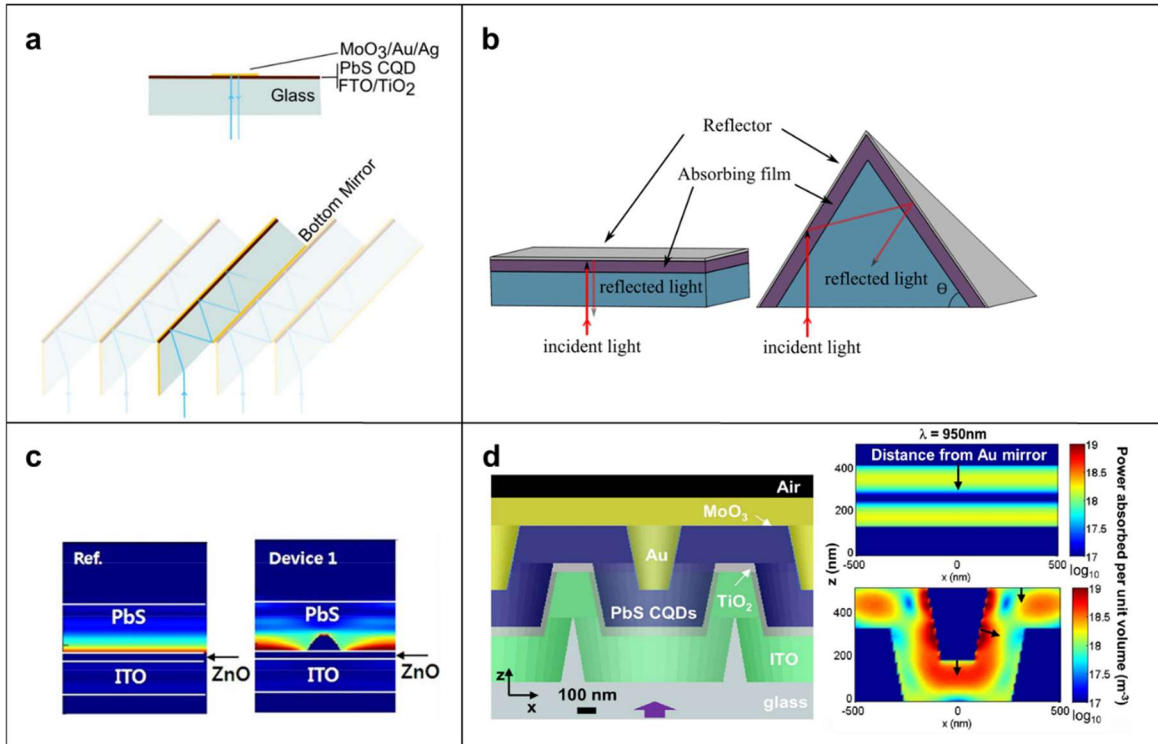 a
MoO3/Au/Ag
PbS CQD
FTO/TiO2
Glass
Bottom Mirror
b
Reflector
Absorbing film
reflected light
incident light
reflected light
Θ
incident light
c
Ref.
PbS
ITO
ZnO
Device 1
PbS
ITO
ZnO
d
Air
MoO3
Au
TiO2
PbS CQDs
ITO
z
x
100 nm
glass
λ = 950nm
Distance from Au mirror
400
200
0
-500
0
500
x (nm)
z (nm)
19
18.5
18
17.5
17
log10
400
200
0
-500
0
500
x (nm)
19
18.5
18
17.5
17
log10
Power absorbed per unit volume (m-3)